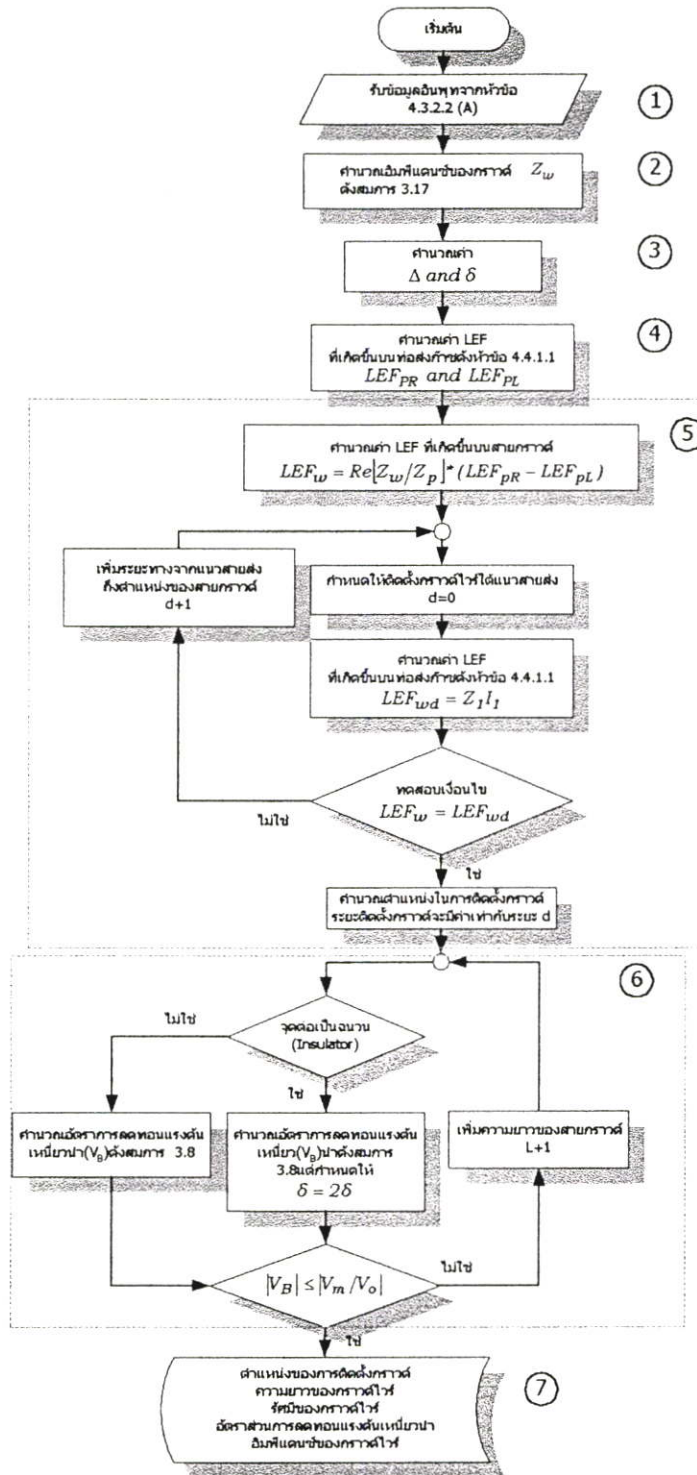 เริ่มต้น
รับข้อมูลอินพุทจากหัวข้อ
4.3.2.2 (A)
1
คำนวณอิมพีแดนซ์ของกราวด์ Z_w
ดังสมการ 3.17
2
คำนวณค่า
Δ and δ
3
คำนวณค่า LEF
ที่เกิดขึ้นบนท่อส่งก๊าซดังหัวข้อ 4.4.1.1
LEF_{PR} and LEF_{PL}
4
5
คำนวณค่า LEF ที่เกิดขึ้นบนสายกราวด์
LEF_w = Re[Z_w/Z_p]*(LEF_{pR} − LEF_{pL})
เพิ่มระยะทางจากแนวสายส่ง
ถึงตำแหน่งของสายกราวด์
d+1
กำหนดให้ติดตั้งกราวด์ไวร์ใต้แนวสายส่ง
d=0
คำนวณค่า LEF
ที่เกิดขึ้นบนท่อส่งก๊าซดังหัวข้อ 4.4.1.1
LEF_{wd} = Z_1I_1
ทดสอบเงื่อนไข
LEF_w = LEF_{wd}
ไม่ใช่
ใช่
คำนวณตำแหน่งในการติดตั้งกราวด์
ระยะติดตั้งกราวด์จะมีค่าเท่ากับระยะ d
6
จุดต่อเป็นฉนวน
(Insulator)
ไม่ใช่
ใช่
คำนวณอัตราการลดทอนแรงดัน
เหนี่ยวนำ(V_B)ดังสมการ 3.8
คำนวณอัตราการลดทอนแรงดัน
เหนี่ยว(V_B)นำดังสมการ
3.8แต่กำหนดให้
δ = 2δ
เพิ่มความยาวของสายกราวด์
L+1
|V_B| ≤ |V_m/V_o|
ไม่ใช่
ใช่
7
ตำแหน่งของการติดตั้งกราวด์
ความยาวของกราวด์ไวร์
รัศมีของกราวด์ไวร์
อัตราส่วนการลดทอนแรงดันเหนี่ยวนำ
อิมพีแดนซ์ของกราวด์ไวร์